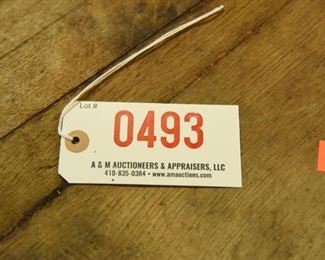 Lot #
0493
A & M AUCTIONEERS & APPRAISERS, LLC
410-835-0384 • www.amauctions.com